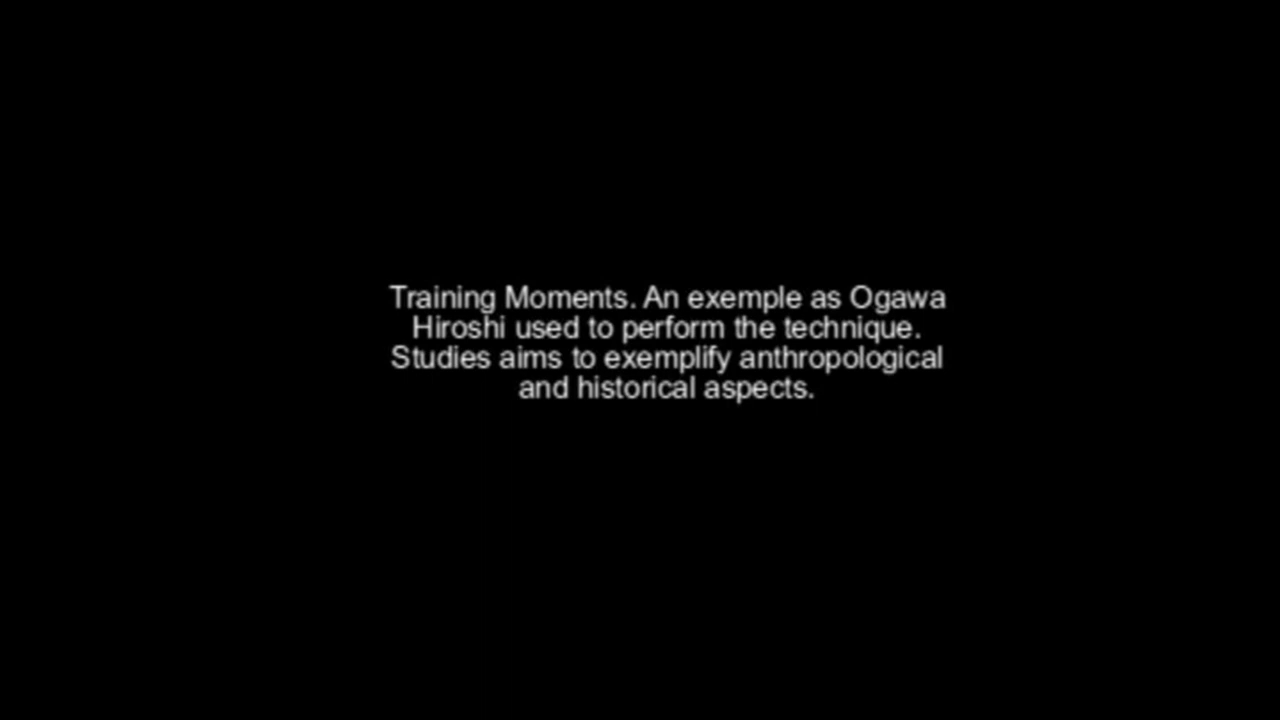 Training Moments. An exemple as Ogawa
Hiroshi used to perform the technique.
Studies aims to exemplify anthropological
and historical aspects.